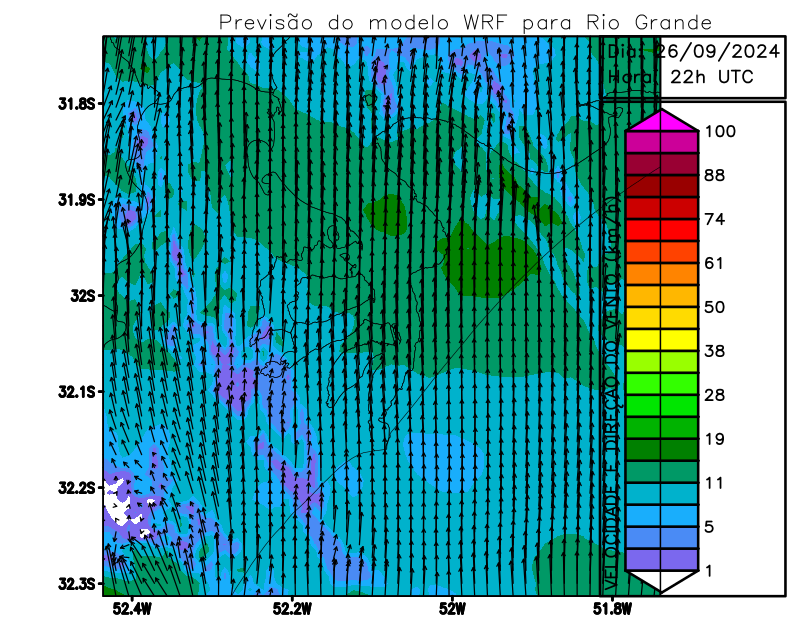 Previsão do modelo WRF para Rio Grande
Dia: 26/09/2024
Hora: 22h UTC
31.8S
31.9S
32S
32.1S
32.2S
32.3S
52.4W
52.2W
52W
51.8W
VELOCIDADE E DIREÇÃO DO VENTO (km/h)
100
88
74
61
50
38
28
19
11
5
1